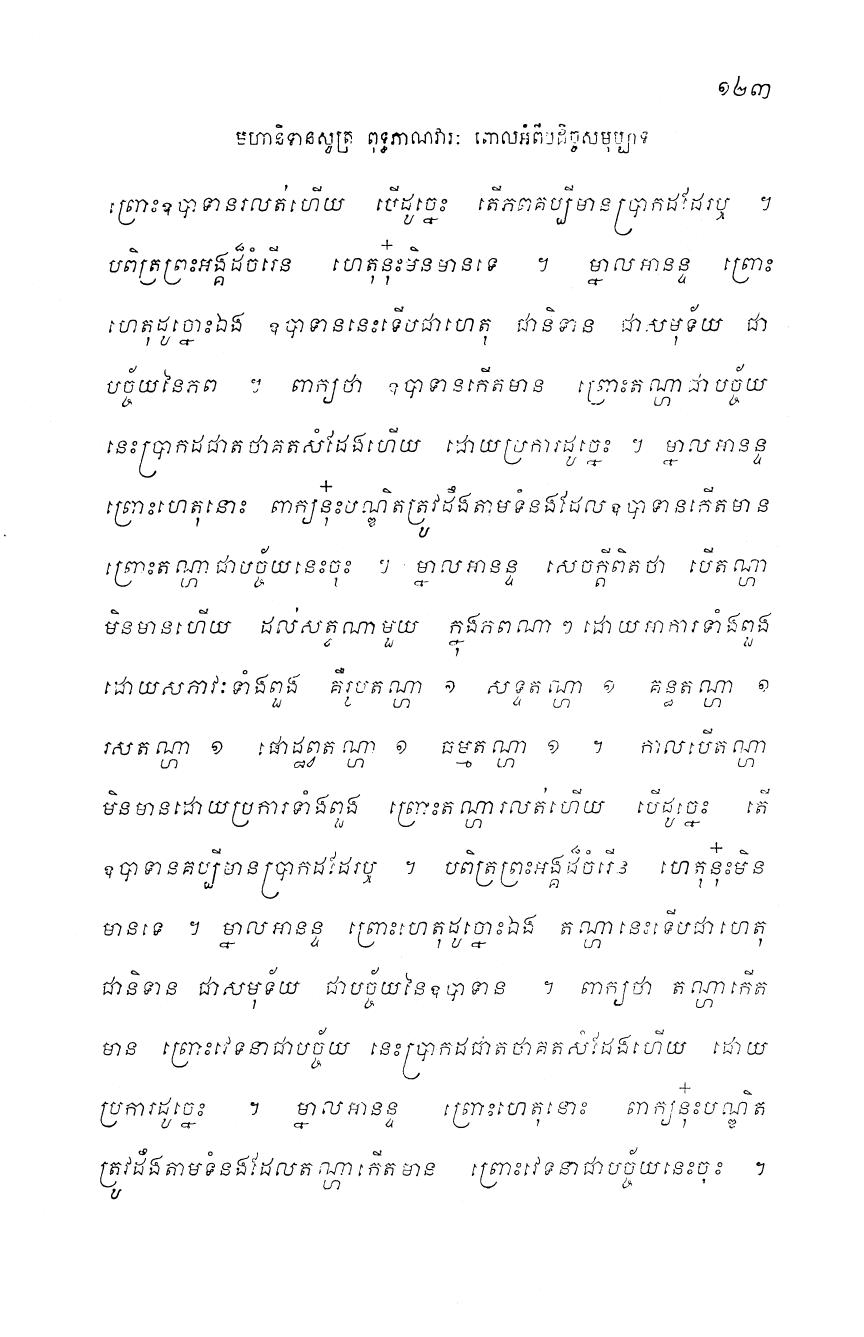 ១២៣
មហានិទានសូត្រ ពុទ្ធភាណវារៈ ពោលអំពីបដិច្ចសមុប្បាទ
ព្រោះឧបាទានរលត់ហើយ បើដូច្នេះ តើភពគប្បីមានប្រាកដដែរឬ ។
បពិត្រព្រះអង្គដ៏ចំរើន ហេតុនុ៎ះមិនមានទេ ។ ម្នាលអានន្ទ ព្រោះ
ហេតុដូច្នោះឯង ឧបាទាននេះទើបជាហេតុ ជានិទាន ជាសមុទ័យ ជា
បច្ច័យនៃភព ។ ពាក្យថា ឧបាទានកើតមាន ព្រោះតណ្ហាជាបច្ច័យ
នេះប្រាកដជាតថាគតសំដែងហើយ ដោយប្រការដូច្នេះ ។ ម្នាលអានន្ទ
ព្រោះហេតុនោះ ពាក្យនុ៎ះបណ្ឌិតត្រូវដឹងតាមទំនងដែលឧបាទានកើតមាន
ព្រោះតណ្ហាជាបច្ច័យនេះចុះ ។ ម្នាលអានន្ទ សេចក្តីពិតថា បើតណ្ហា
មិនមានហើយ ដល់សត្វណាមួយ ក្នុងភពណាៗ ដោយអាការទាំងពួង
ដោយសភាវៈទាំងពួង គឺរូបតណ្ហា ១ សទ្ទតណ្ហា ១ គន្ធតណ្ហា ១
រសតណ្ហា ១ ផោដ្ឋព្វតណ្ហា ១ ធម្មតណ្ហា ១ ។ កាលបើតណ្ហា
មិនមានដោយប្រការទាំងពួង ព្រោះតណ្ហារលត់ហើយ បើដូច្នេះ តើ
ឧបាទានគប្បីមានប្រាកដដែរឬ ។ បពិត្រព្រះអង្គដ៏ចំរើន ហេតុនុ៎ះមិន
មានទេ ។ ម្នាលអានន្ទ ព្រោះហេតុដូច្នោះឯង តណ្ហានេះទើបជាហេតុ
ជានិទាន ជាសមុទ័យ ជាបច្ច័យនៃឧបាទាន ។ ពាក្យថា តណ្ហាកើត
មាន ព្រោះវេទនាជាបច្ច័យ នេះប្រាកដជាតថាគតសំដែងហើយ ដោយ
ប្រការដូច្នេះ ។ ម្នាលអានន្ទ ព្រោះហេតុនោះ ពាក្យនុ៎ះបណ្ឌិត
ត្រូវដឹងតាមទំនងដែលតណ្ហាកើតមាន ព្រោះវេទនាជាបច្ច័យនេះចុះ ។